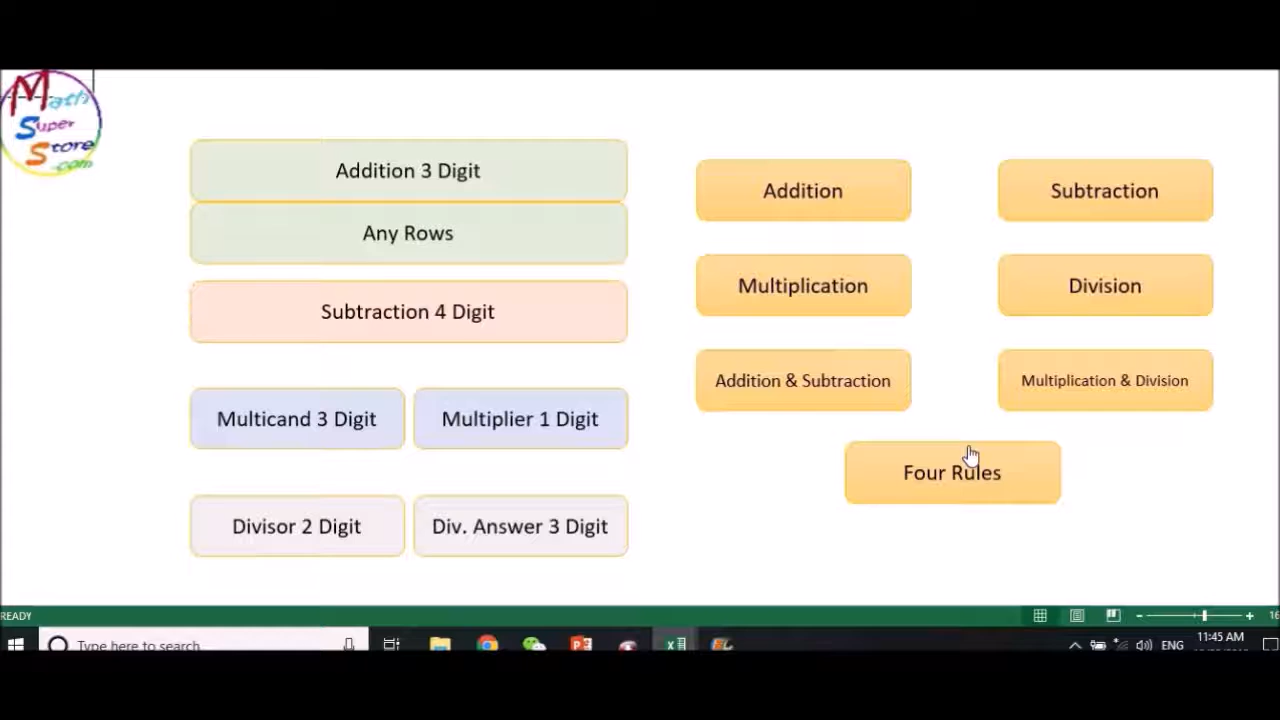 Math
Super
Store
.com
Addition 3 Digit
Any Rows
Subtraction 4 Digit
Multicand 3 Digit
Multiplier 1 Digit
Divisor 2 Digit
Div. Answer 3 Digit
Addition
Subtraction
Multiplication
Division
Addition & Subtraction
Multiplication & Division
Four Rules
READY
16
Type here to search
ENG
11:45 AM